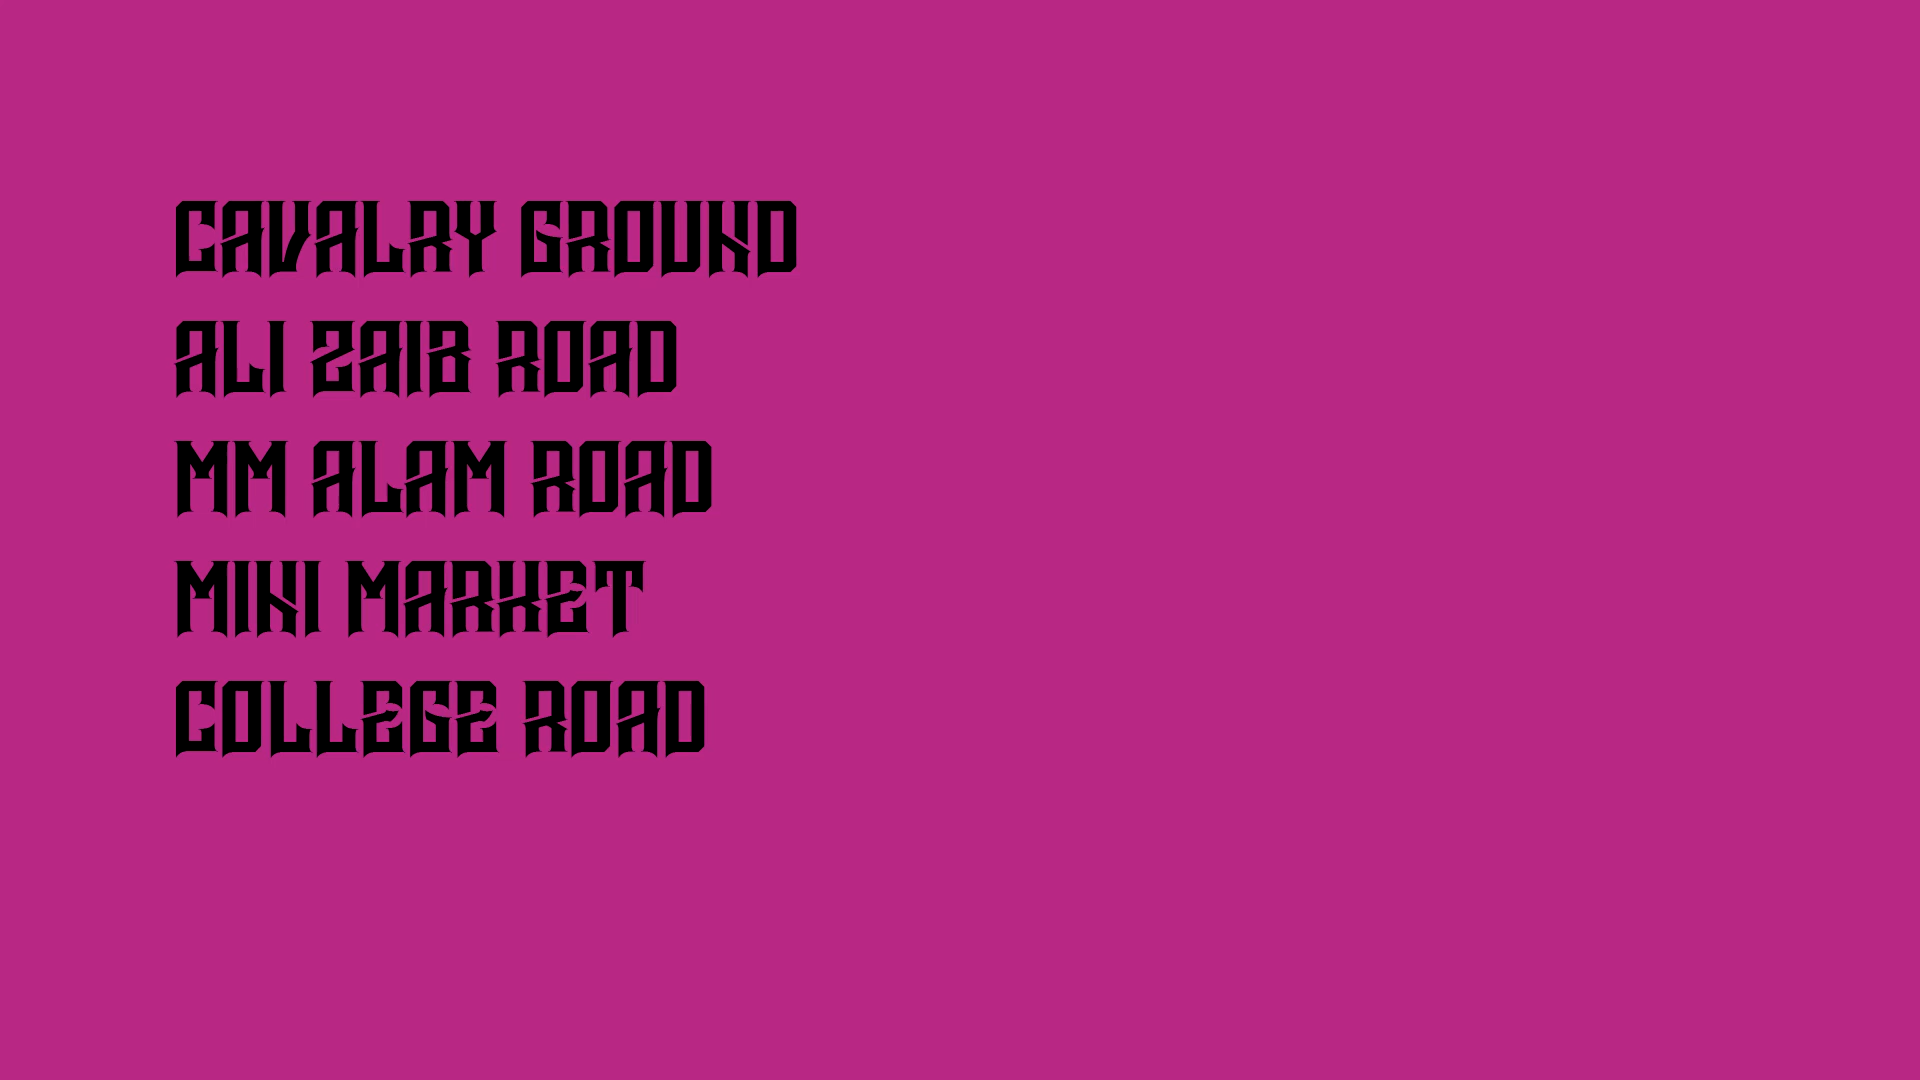 CAVALRY GROUND
ALI ZAIB ROAD
MM ALAM ROAD
MINI MARKET
COLLEGE ROAD